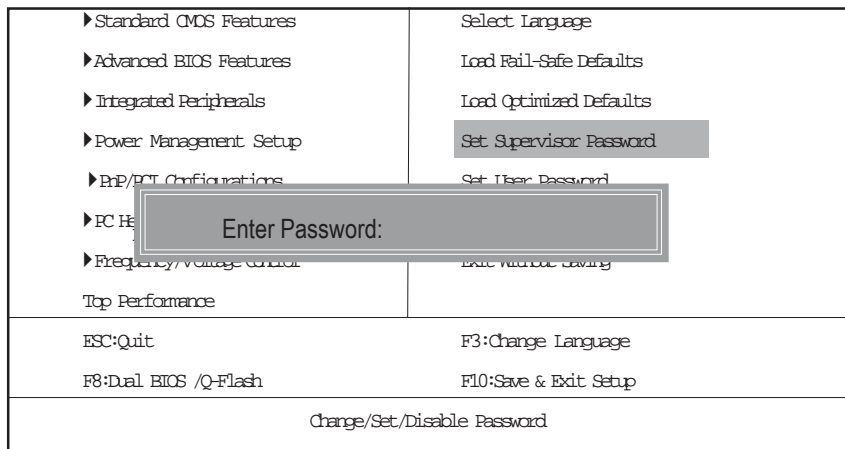 Standard CMOS Features
Advanced BIOS Features
Integrated Peripherals
Power Management Setup
PnP/PCI Configurations
PC
Frequency/Voltage Control
Top Performance
Select Language
Load Fail-Safe Defaults
Load Optimized Defaults
Set Supervisor Password
Set User Password
Exit Without Saving
Enter Password:
ESC:Quit
F3:Change Language
F8:Dual BIOS /Q-Flash
F10:Save & Exit Setup
Change/Set/Disable Password